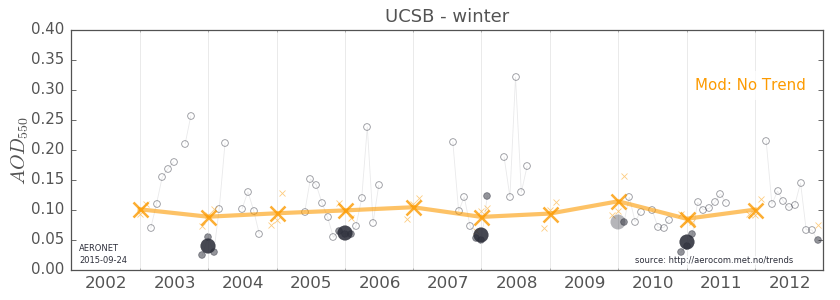 UCSB - winter
0.40
0.35
0.30
0.25
0.20
0.15
0.10
0.05
0.00
AOD550
Mod: No Trend
AERONET
2015-09-24
source: http://aerocom.met.no/trends
2002 2003 2004 2005 2006 2007 2008 2009 2010 2011 2012